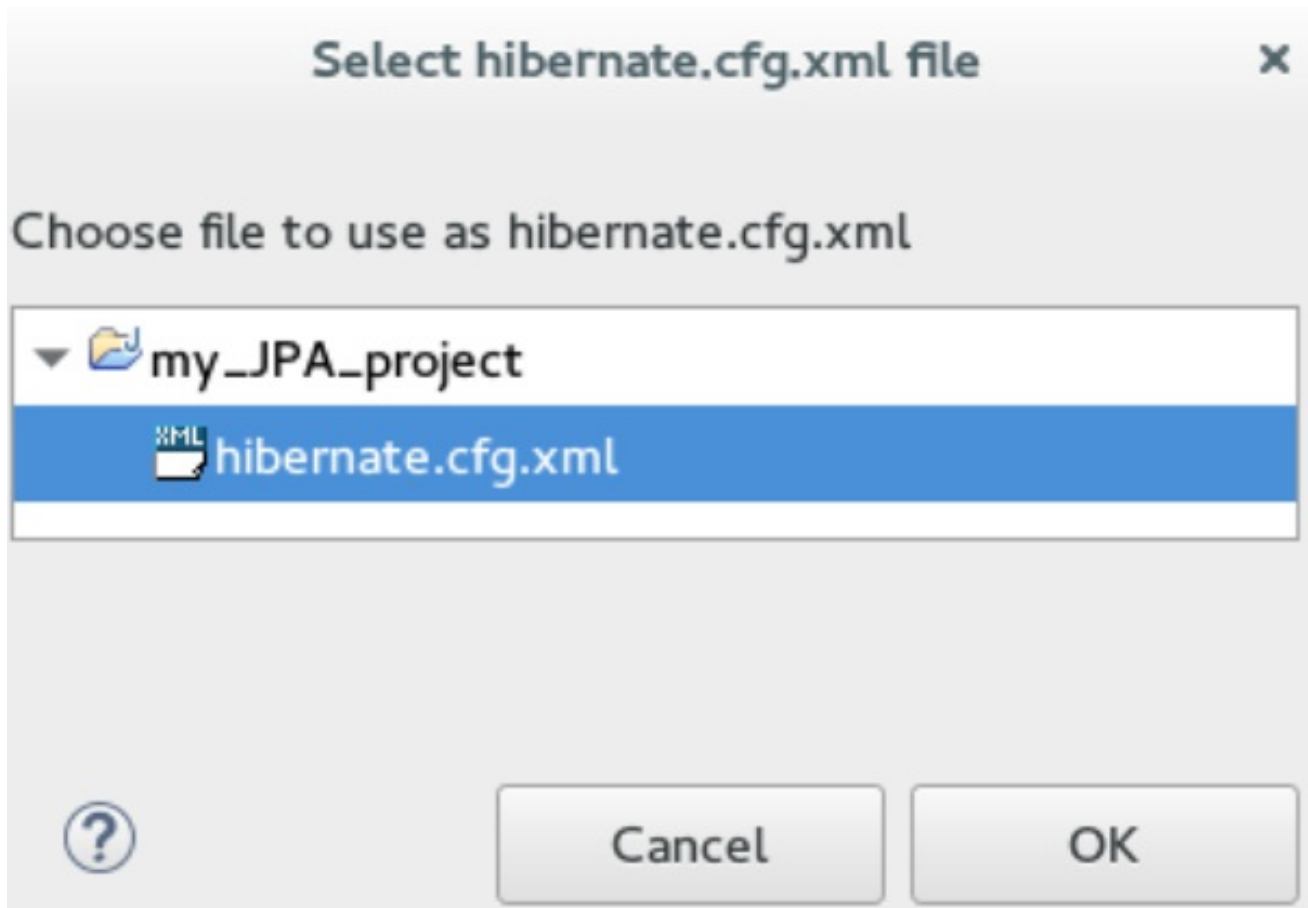 Select hibernate.cfg.xml file ×
Choose file to use as hibernate.cfg.xml
my_JPA_project
XML hibernate.cfg.xml
? Cancel OK